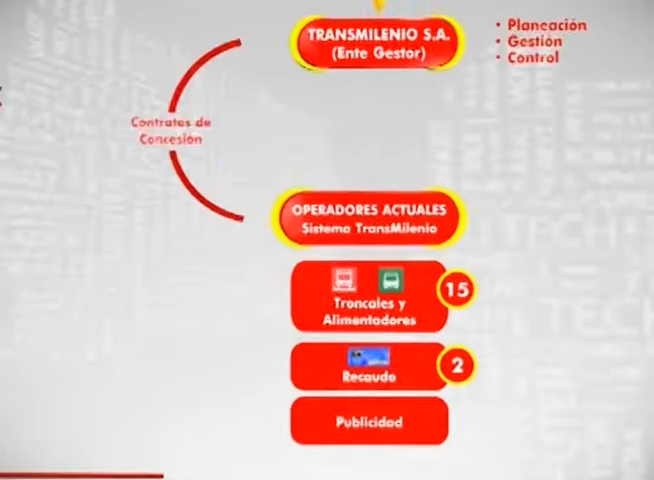 TRANSMILENIO S.A.
(Ente Gestor)
• Planeación
• Gestión
• Control
Contratos de
Concesión
OPERADORES ACTUALES
Sistema TransMilenio
Troncales y
Alimentadores
15
Recaudo
2
Publicidad